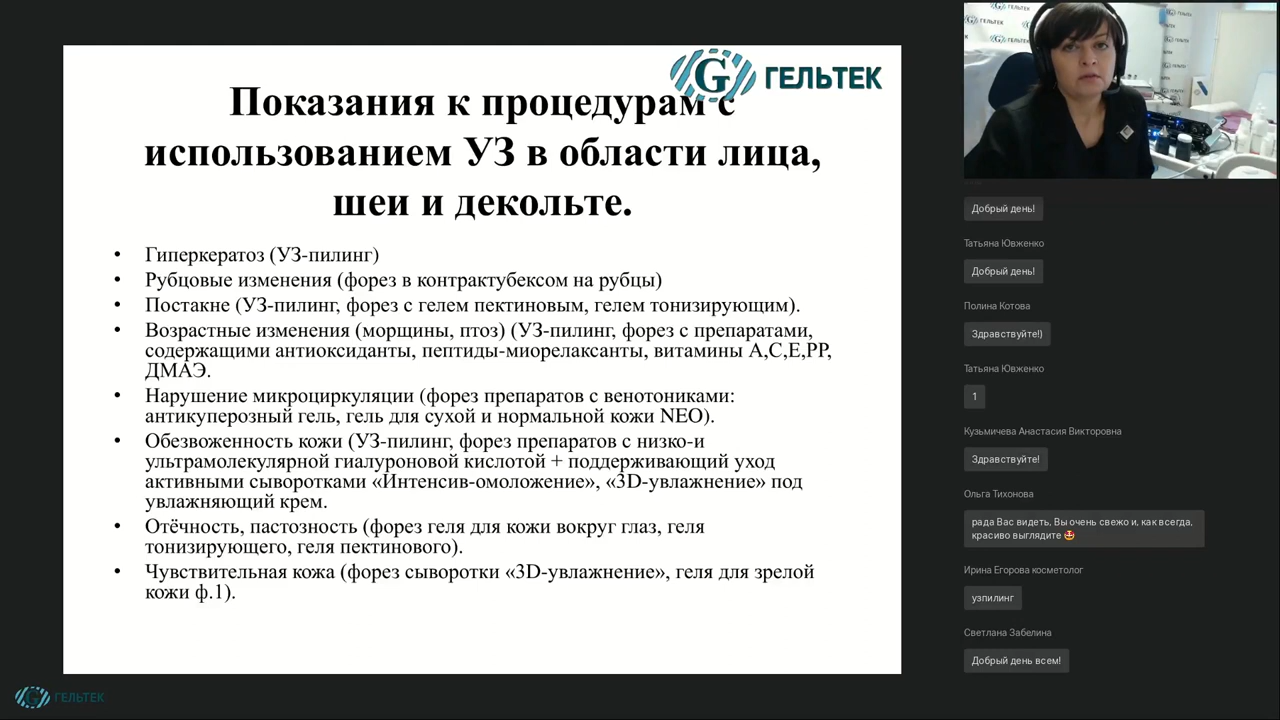 ГЕЛЬТЕК
Показания к процедурам с
использованием УЗ в области лица,
шеи и декольте.
• Гиперкератоз (УЗ-пилинг)
• Рубцовые изменения (форез в контрактубексом на рубцы)
• Постакне (УЗ-пилинг, форез с гелем пектиновым, гелем тонизирующим).
• Возрастные изменения (морщины, птоз) (УЗ-пилинг, форез с препаратами,
содержащими антиоксиданты, пептиды-миорелаксанты, витамины А,С,Е,РР,
ДМАЭ.
• Нарушение микроциркуляции (форез препаратов с венотониками:
антикуперозный гель, гель для сухой и нормальной кожи NEO).
• Обезвоженность кожи (УЗ-пилинг, форез препаратов с низко-и
ультрамолекулярной гиалуроновой кислотой + поддерживающий уход
активными сыворотками «Интенсив-омоложение», «3D-увлажнение» под
увлажняющий крем.
• Отёчность, пастозность (форез геля для кожи вокруг глаз, геля
тонизирующего, геля пектинового).
• Чувствительная кожа (форез сыворотки «3D-увлажнение», геля для зрелой
кожи ф.1).
ГЕЛЬТЕК
Добрый день!
Татьяна Ювженко
Добрый день!
Полина Котова
Здравствуйте!)
Татьяна Ювженко
1
Кузьмичева Анастасия Викторовна
Здравствуйте!
Ольга Тихонова
рада Вас видеть, Вы очень свежо и, как всегда,
красиво выглядите 🤩
Ирина Егорова косметолог
узпилинг
Светлана Забелина
Добрый день всем!